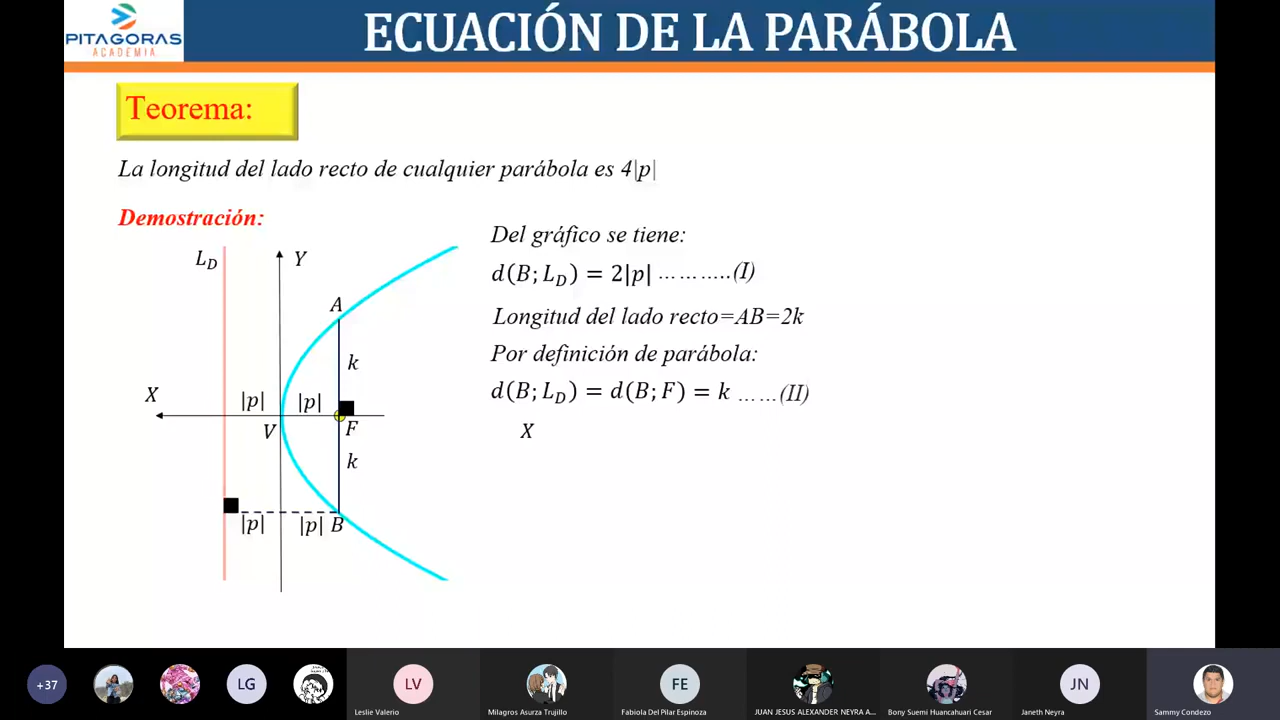 PITAGORAS
ACADEMIA
ECUACIÓN DE LA PARÁBOLA
Teorema:
La longitud del lado recto de cualquier parábola es 4|p|
Demostración:
Del gráfico se tiene:
d(B; L_D) = 2|p| ………..(I)
Longitud del lado recto=AB=2k
Por definición de parábola:
d(B; L_D) = d(B; F) = k ……(II)
X
L_D
Y
A
k
X
|p|
|p|
V
F
k
|p|
|p|
B
+37
LG
LV
FE
JN
Leslie Valerio
Milagros Asurza Trujillo
Fabiola Del Pilar Espinoza
JUAN JESUS ALEXANDER NEYRA A...
Bony Suemi Huancahuari Cesar
Janeth Neyra
Sammy Condezo